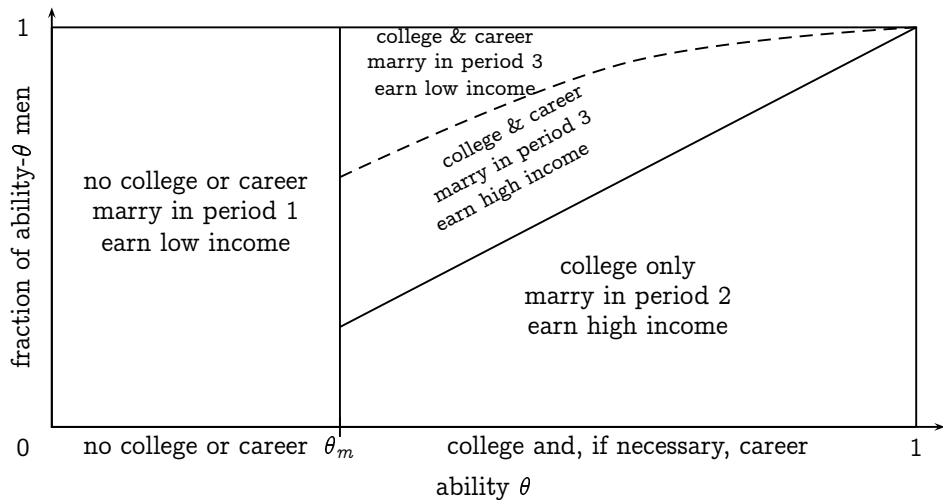 1
college & career
marry in period 3
earn low income
college & career
marry in period 3
earn high income
fraction of ability-θ men
no college or career
marry in period 1
earn low income
college only
marry in period 2
earn high income
0
no college or career
θm
college and, if necessary, career
1
ability θ